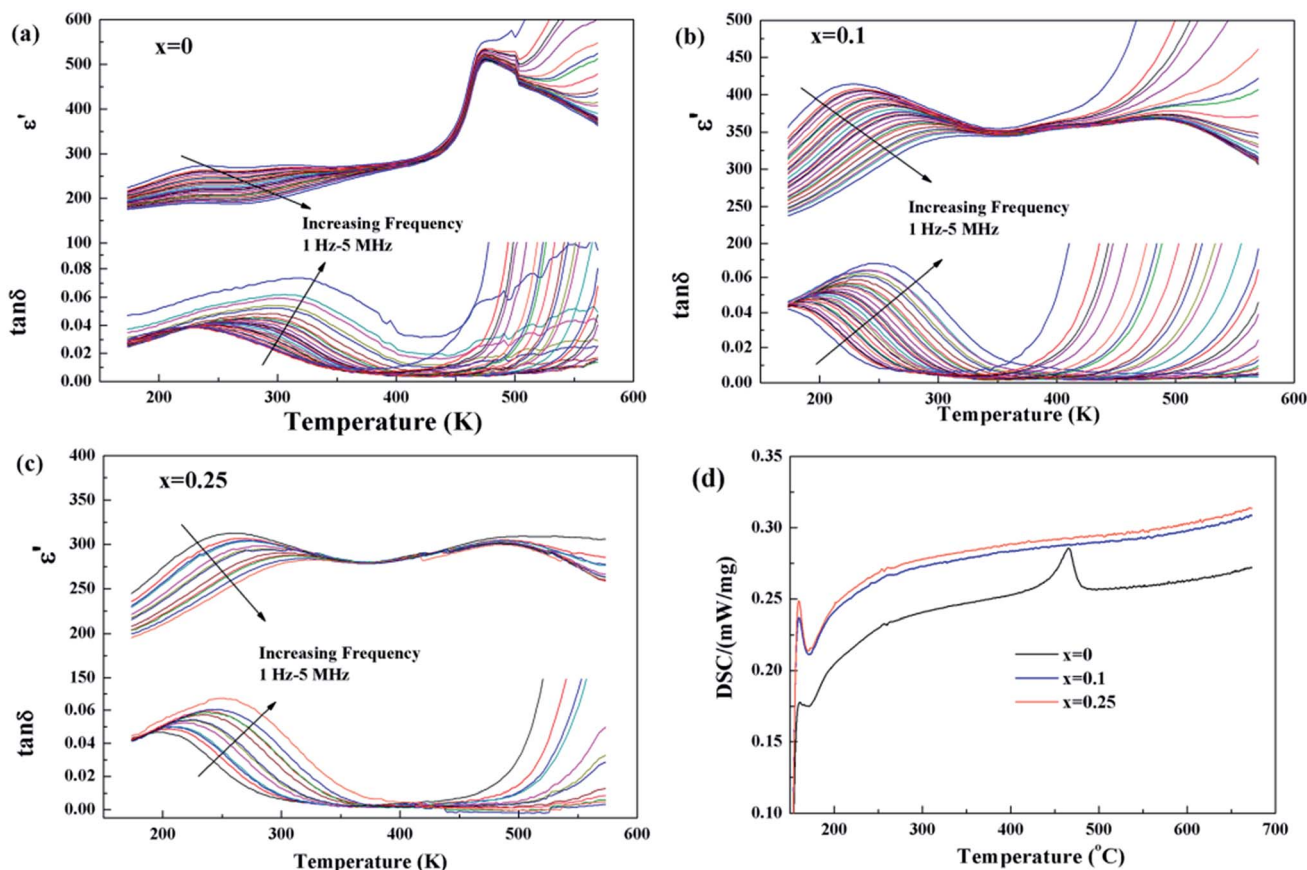 (a)
x=0
600
500
400
300
200
100
ε'
Increasing Frequency
1 Hz-5 MHz
0.08
0.06
0.04
0.02
0.00
tanδ
200 300 400 500 600
Temperature (K)
(b)
x=0.1
500
450
400
350
300
250
200
ε'
Increasing Frequency
1 Hz-5 MHz
0.06
0.04
0.02
0.00
tanδ
200 300 400 500 600
Temperature (K)
(c)
x=0.25
400
350
300
250
200
150
ε'
Increasing Frequency
1 Hz-5 MHz
0.06
0.04
0.02
0.00
tanδ
200 300 400 500 600
Temperature (K)
(d)
0.35
0.30
0.25
0.20
0.15
0.10
DSC/(mW/mg)
x=0
x=0.1
x=0.25
200 300 400 500 600 700
Temperature (°C)